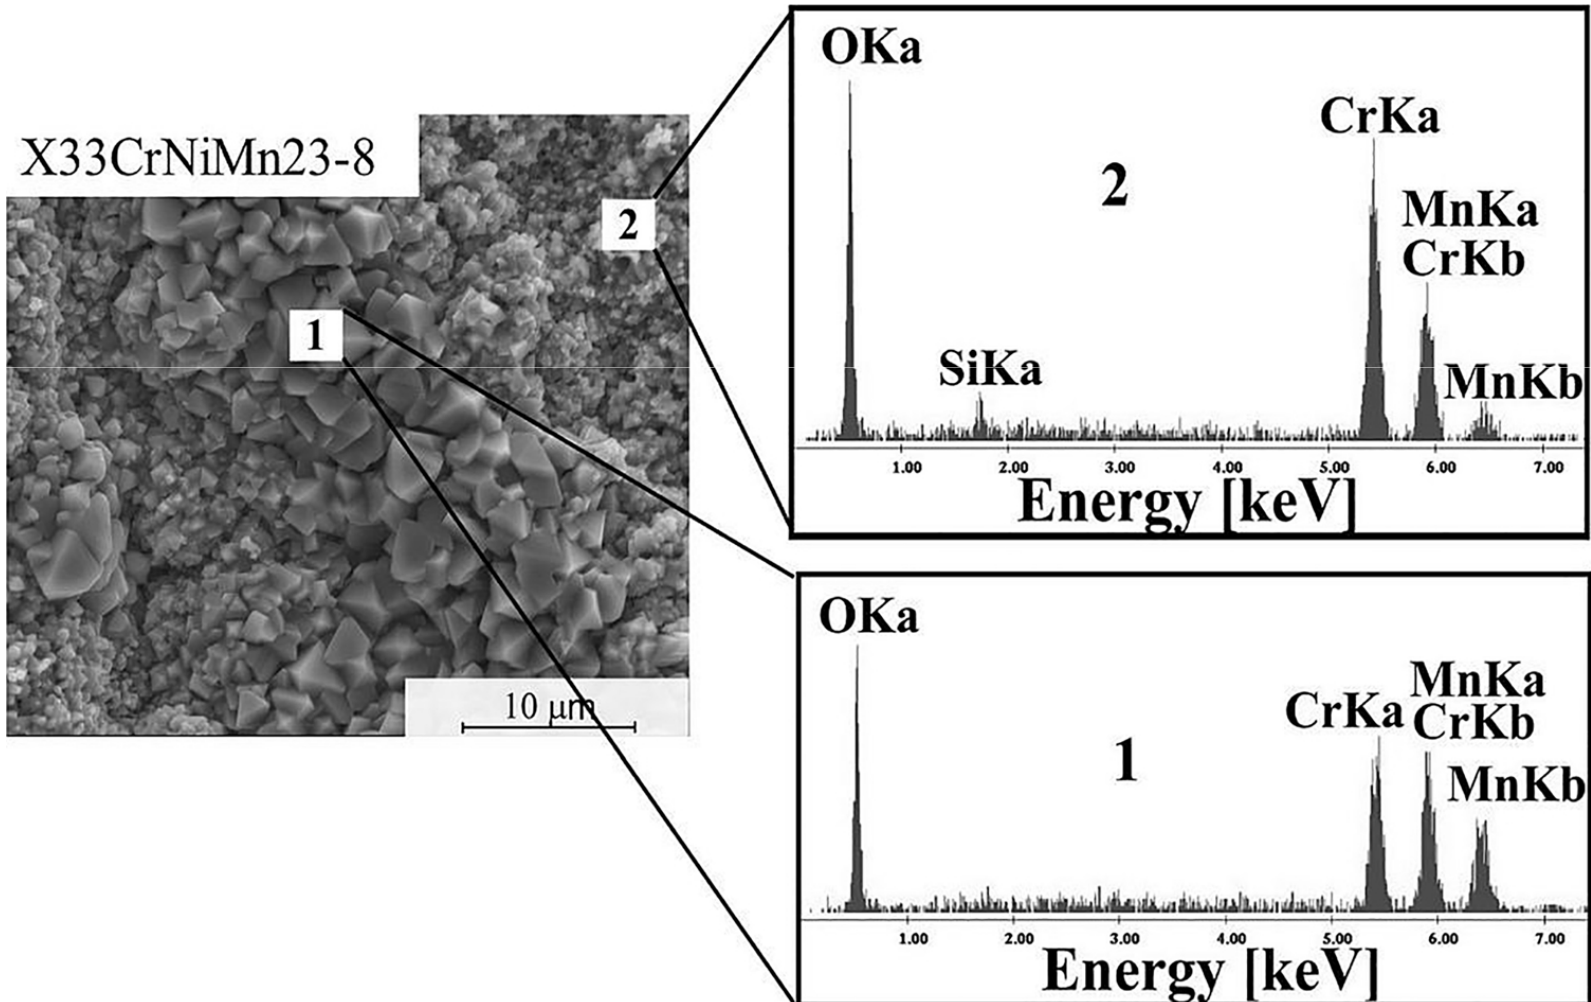 X33CrNiMn23-8
2
1
10 μm
OKa
CrKa
2
MnKa
CrKb
SiKa
MnKb
1.00 2.00 3.00 4.00 5.00 6.00 7.00
Energy [keV]
OKa
MnKa
CrKa CrKb
1
MnKb
1.00 2.00 3.00 4.00 5.00 6.00 7.00
Energy [keV]